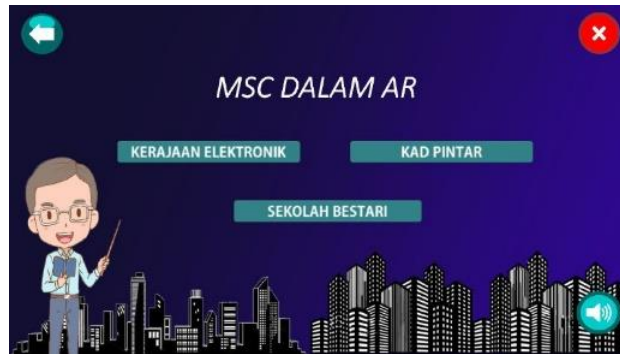 MSC DALAM AR
KERAJAAN ELEKTRONIK
KAD PINTAR
SEKOLAH BESTARI